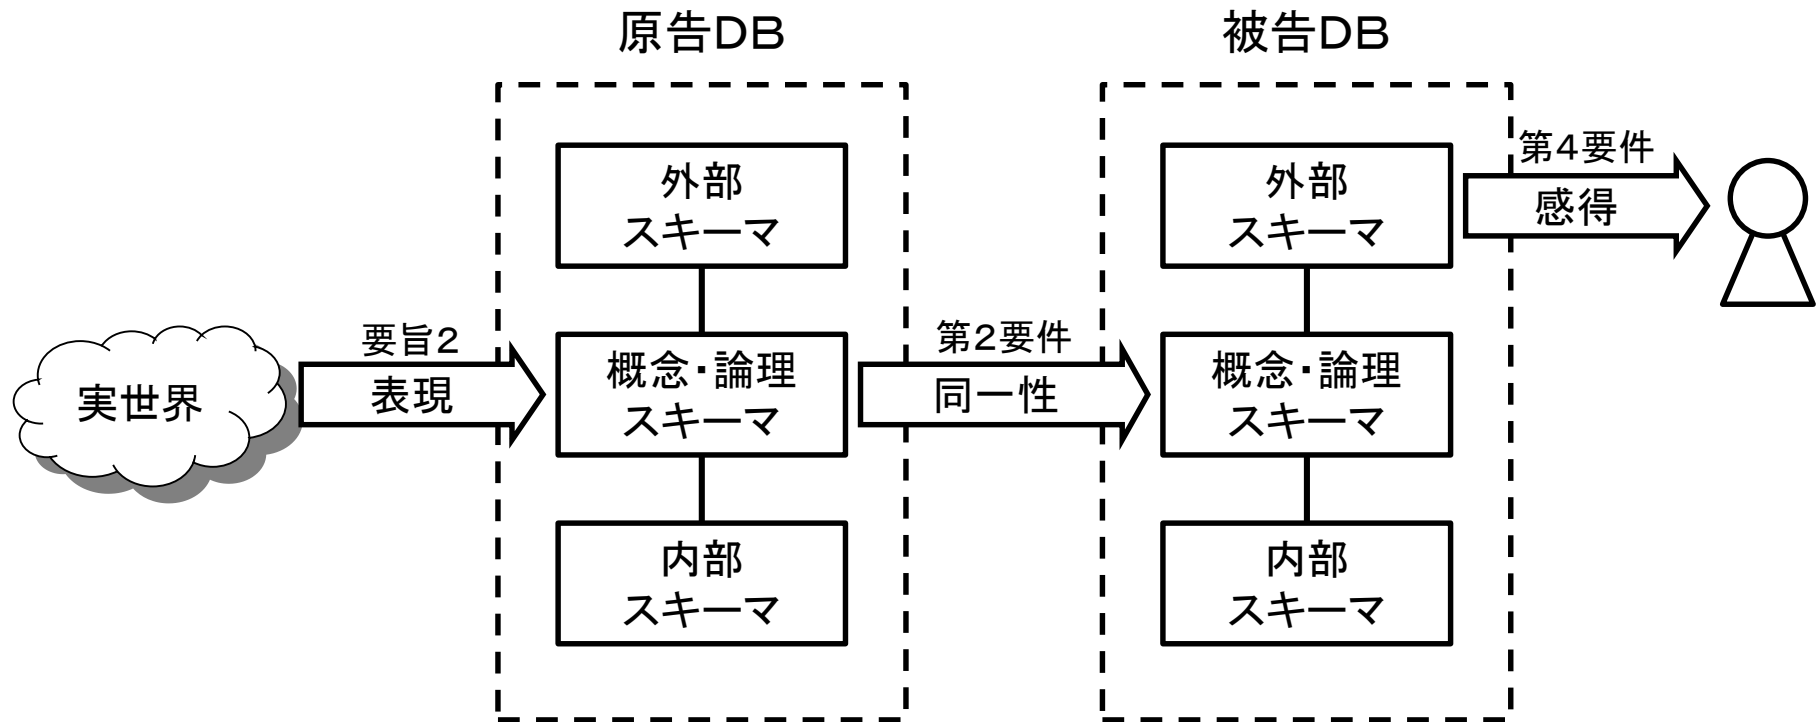 原告DB
被告DB
外部
スキーマ
外部
スキーマ
第4要件
感得
実世界
要旨2
表現
概念・論理
スキーマ
第2要件
同一性
概念・論理
スキーマ
内部
スキーマ
内部
スキーマ